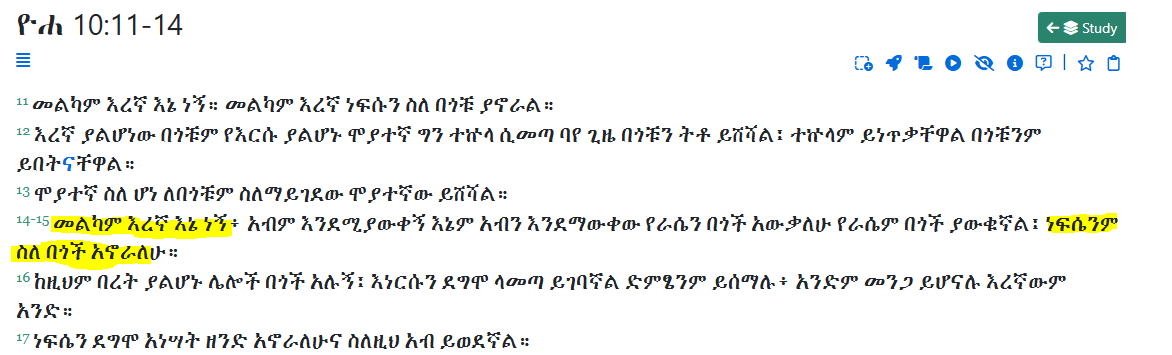 ዮሐ 10:11-14
Study
11 መልካም እረኛ እኔ ነኝ። መልካም እረኛ ነፍሱን ስለ በጎቹ ያኖራል።
12 እረኛ ያልሆነው በጎቹም የእርሱ ያልሆኑ ሞያተኛ ግን ተኵላ ሲመጣ ባየ ጊዜ በጎቹን ትቶ ይሸሻል፤ ተኵላም ይነጥቃቸዋል በጎቹንም
ይበትናቸዋል።
13 ሞያተኛ ስለ ሆነ ለበጎቹም ስለማይገደው ሞያተኛው ይሸሻል።
14-15 መልካም እረኛ እኔ ነኝ፥ አብም እንደሚያውቀኝ እኔም አብን እንደማውቀው የራሴን በጎች አውቃለሁ የራሴም በጎች ያውቁኛል፤ ነፍሴንም
ስለ በጎች አኖራለሁ።
16 ከዚህም በረት ያልሆኑ ሌሎች በጎች አሉኝ፤ እነርሱን ደግሞ ላመጣ ይገባኛል ድምፄንም ይሰማሉ፥ አንድም መንጋ ይሆናሉ እረኛውም
አንድ።
17 ነፍሴን ደግሞ አነሣት ዘንድ አኖራለሁና ስለዚህ አብ ይወደኛል።